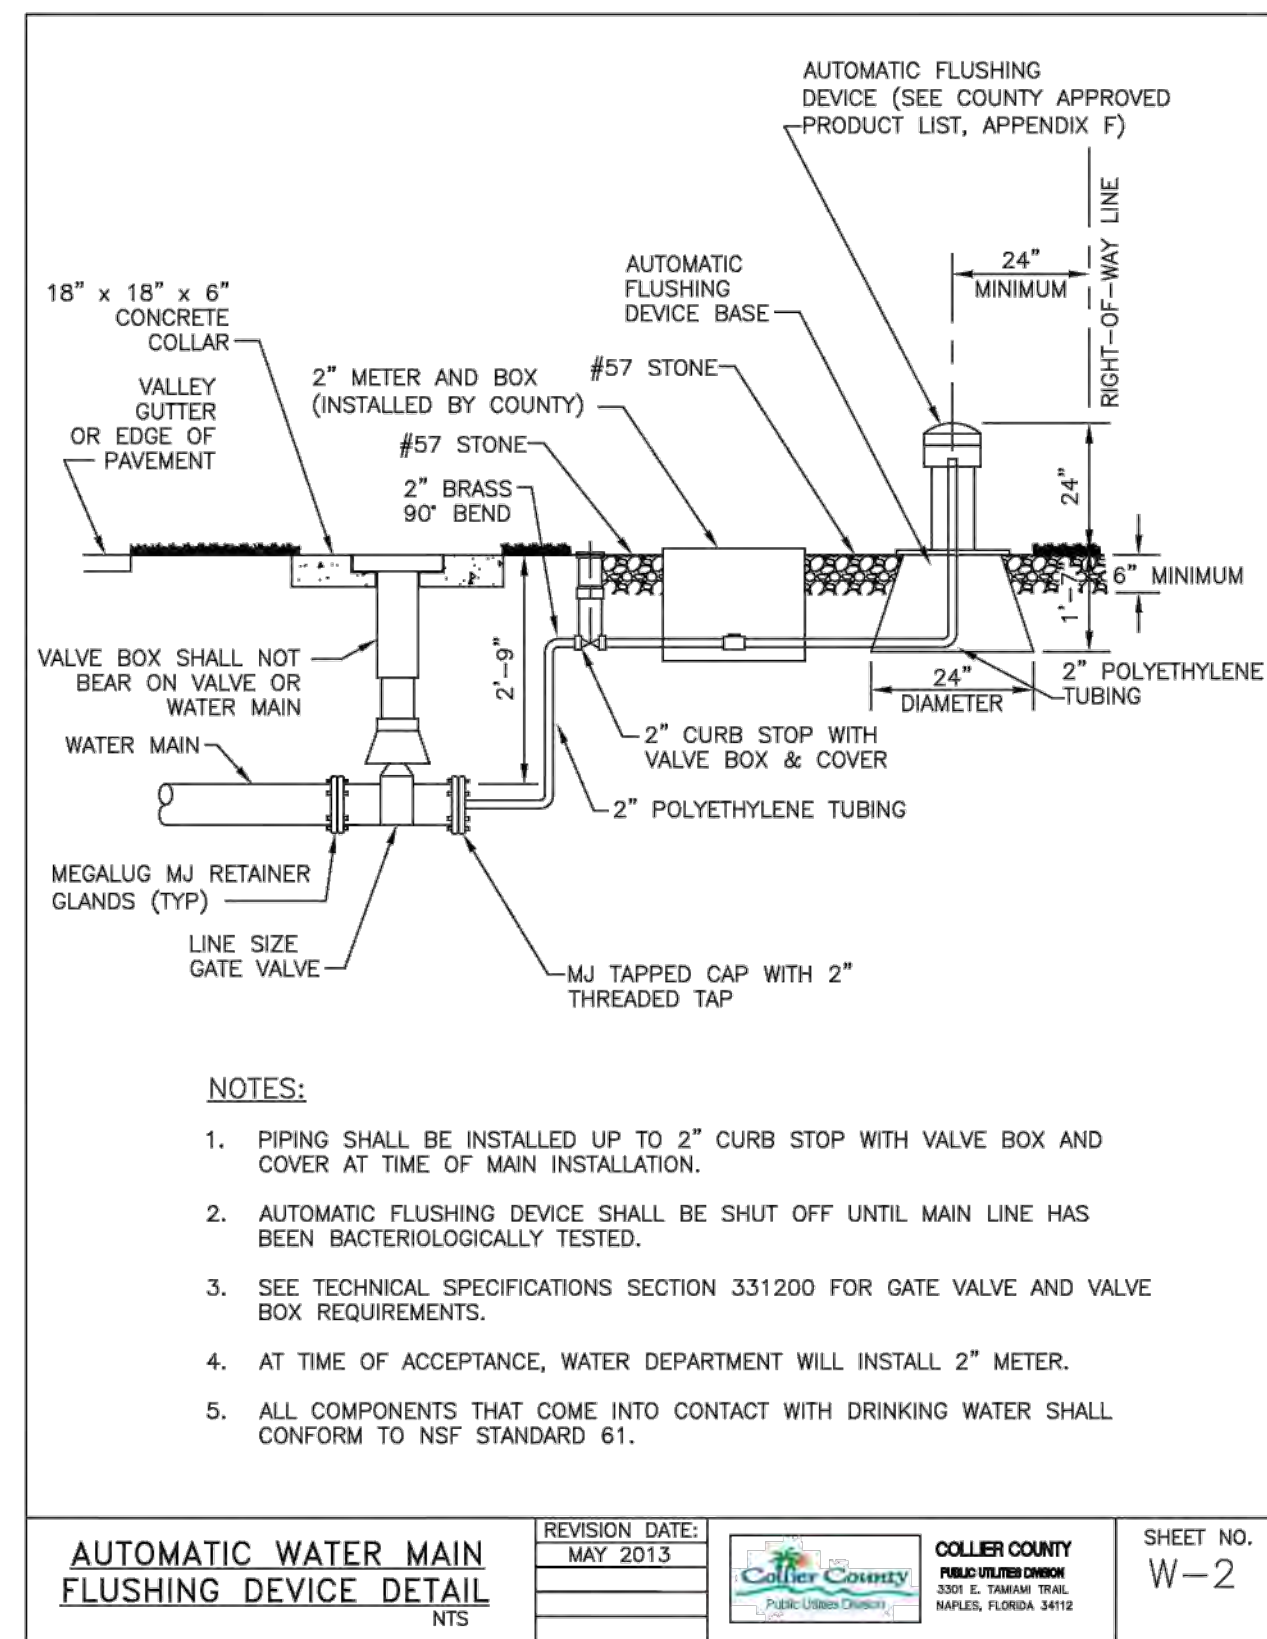 AUTOMATIC FLUSHING
DEVICE (SEE COUNTY APPROVED
PRODUCT LIST, APPENDIX F)
RIGHT-OF-WAY LINE
24"
MINIMUM
AUTOMATIC
FLUSHING
DEVICE BASE
18" x 18" x 6"
CONCRETE
COLLAR
#57 STONE
2" METER AND BOX
(INSTALLED BY COUNTY)
VALLEY
GUTTER
OR EDGE OF
PAVEMENT
#57 STONE
2" BRASS
90° BEND
24"
6" MINIMUM
1'-7"
2'-9"
VALVE BOX SHALL NOT
BEAR ON VALVE OR
WATER MAIN
24"
DIAMETER
2" POLYETHYLENE
TUBING
WATER MAIN
2" CURB STOP WITH
VALVE BOX & COVER
2" POLYETHYLENE TUBING
MEGALUG MJ RETAINER
GLANDS (TYP)
LINE SIZE
GATE VALVE
MJ TAPPED CAP WITH 2"
THREADED TAP
NOTES:
1. PIPING SHALL BE INSTALLED UP TO 2" CURB STOP WITH VALVE BOX AND
COVER AT TIME OF MAIN INSTALLATION.
2. AUTOMATIC FLUSHING DEVICE SHALL BE SHUT OFF UNTIL MAIN LINE HAS
BEEN BACTERIOLOGICALLY TESTED.
3. SEE TECHNICAL SPECIFICATIONS SECTION 331200 FOR GATE VALVE AND VALVE
BOX REQUIREMENTS.
4. AT TIME OF ACCEPTANCE, WATER DEPARTMENT WILL INSTALL 2" METER.
5. ALL COMPONENTS THAT COME INTO CONTACT WITH DRINKING WATER SHALL
CONFORM TO NSF STANDARD 61.
AUTOMATIC WATER MAIN
FLUSHING DEVICE DETAIL
NTS
REVISION DATE:
MAY 2013
Collier County
Public Utilities Division
COLLIER COUNTY
PUBLIC UTILITIES DIVISION
3301 E. TAMIAMI TRAIL
NAPLES, FLORIDA 34112
SHEET NO.
W-2